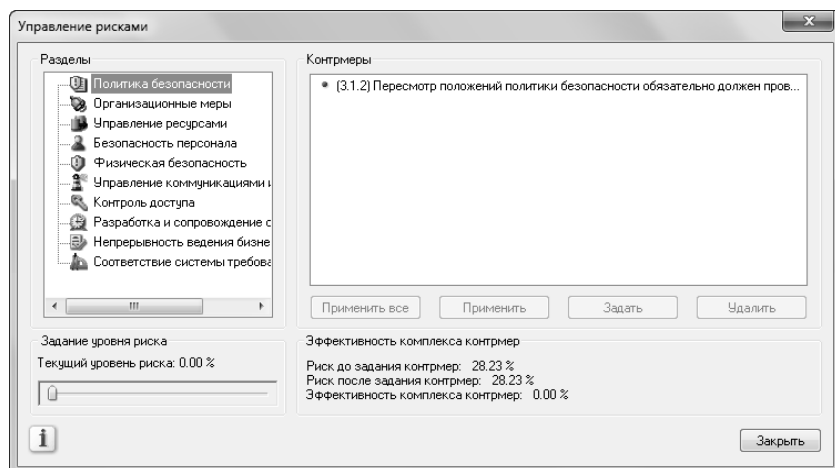 Управление рисками
Разделы
Политика безопасности
Организационные меры
Управление ресурсами
Безопасность персонала
Физическая безопасность
Управление коммуникациями и
Контроль доступа
Разработка и сопровождение с
Непрерывность ведения бизне
Соответствие системы требова
Контрмеры
(3.1.2) Пересмотр положений политики безопасности обязательно должен пров...
Применить все
Применить
Задать
Удалить
Задание уровня риска
Текущий уровень риска: 0.00 %
Эффективность комплекса контрмер
Риск до задания контрмер: 28.23 %
Риск после задания контрмер: 28.23 %
Эффективность комплекса контрмер: 0.00 %
Закрыть